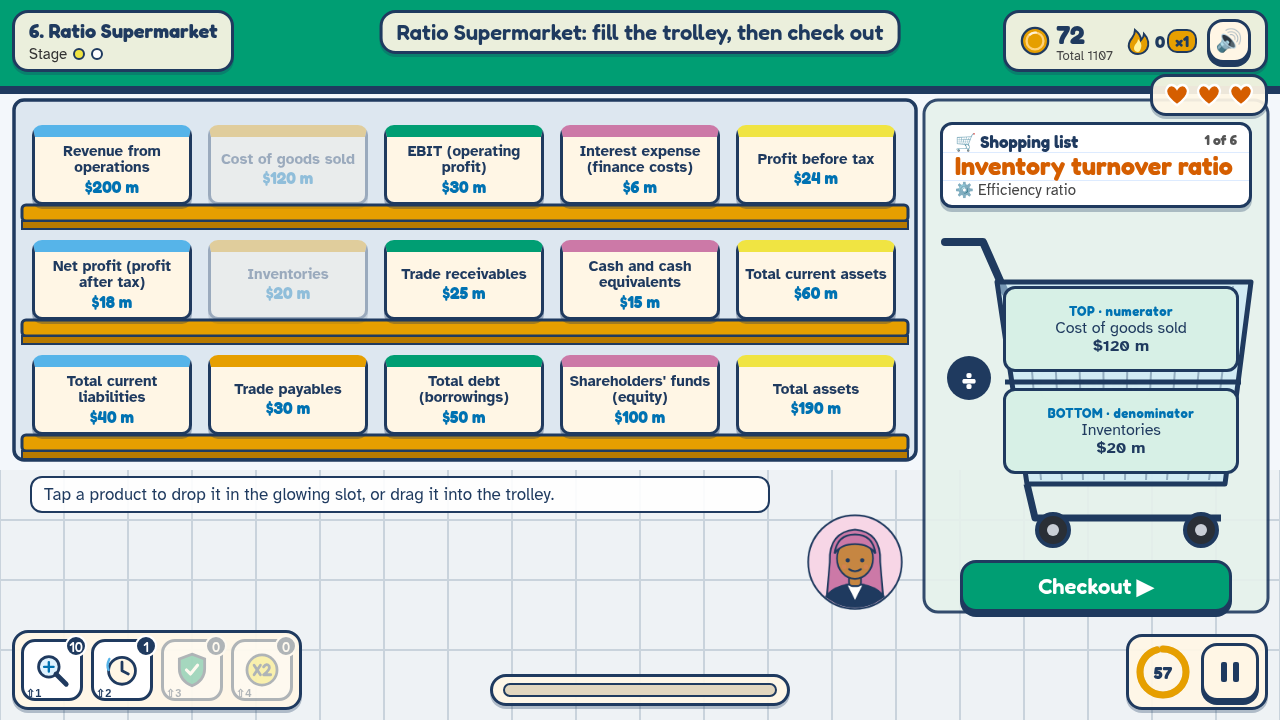 6. Ratio Supermarket
Stage
Ratio Supermarket: fill the trolley, then check out
72
Total 1107
0
×1
Revenue from
operations
$200 m
Cost of goods sold
$120 m
EBIT (operating
profit)
$30 m
Interest expense
(finance costs)
$6 m
Profit before tax
$24 m
Net profit (profit
after tax)
$18 m
Inventories
$20 m
Trade receivables
$25 m
Cash and cash
equivalents
$15 m
Total current assets
$60 m
Total current
liabilities
$40 m
Trade payables
$30 m
Total debt
(borrowings)
$50 m
Shareholders' funds
(equity)
$100 m
Total assets
$190 m
Shopping list
1 of 6
Inventory turnover ratio
Efficiency ratio
TOP · numerator
Cost of goods sold
$120 m
÷
BOTTOM · denominator
Inventories
$20 m
Checkout ▶
Tap a product to drop it in the glowing slot, or drag it into the trolley.
10
⇧1
1
⇧2
0
⇧3
X2
0
⇧4
57